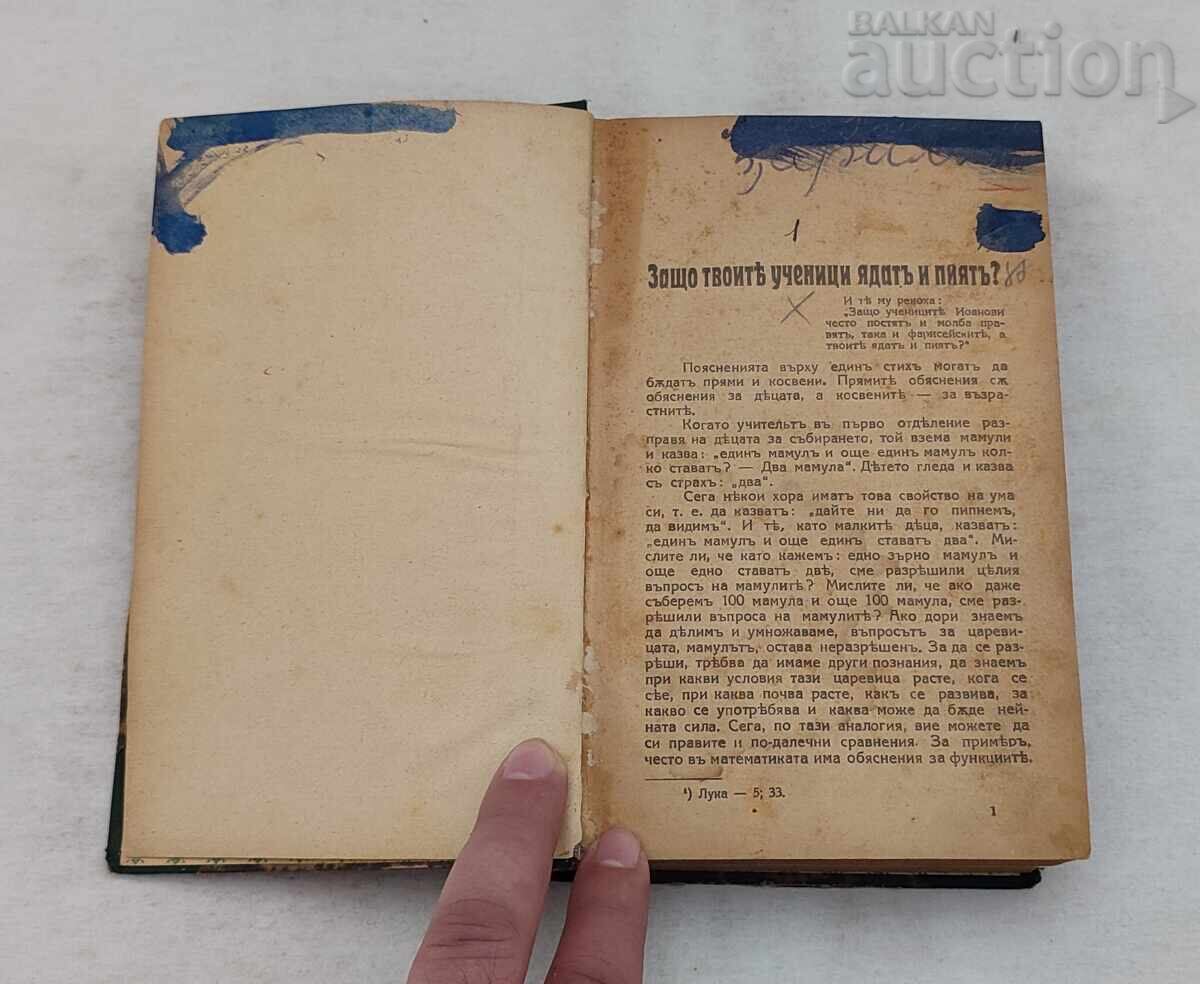 BALKAN
auction
1
Защо твоитѣ ученици ядатъ и пиятъ?
И тѣ му рекоха:
„Защо ученицитѣ Иоанови
често постятъ и молба пра-
вятъ, така и фарисейскитѣ, а
твоитѣ ядатъ и пиятъ?"
Поясненията върху единъ стихъ могатъ да
бѫдатъ прями и косвени. Прямитѣ обяснения сѫ
обяснения за дѣцата, а косвенитѣ — за възра-
стнитѣ.
Когато учительтъ въ първо отдѣление раз-
правя на дѣцата за събирането, той взема мамули
и казва: „единъ мамулъ и още единъ мамулъ кол-
ко ставатъ? — Два мамула". Дѣтето гледа и казва
съ страхъ: „два".
Сега нѣкои хора иматъ това свойство на ума
си, т. е. да казватъ: „дайте ни да го пипнемъ,
да видимъ". И тѣ, като малкитѣ дѣца, казватъ:
„единъ мамулъ и още единъ ставатъ два". Ми-
слите ли, че като кажемъ: едно зърно мамулъ и
още едно ставатъ двѣ, сме разрѣшили цѣлия
въпросъ на мамулитѣ? Мислите ли, че ако даже
съберемъ 100 мамула и още 100 мамула, сме раз-
рѣшили въпроса на мамулитѣ? Ако дори знаемъ
да дѣлимъ и умножаваме, въпросътъ за цареви-
цата, мамулътъ, остава неразрѣшенъ. За да се раз-
рѣши, трѣбва да имаме други познания, да знаемъ
при какви условия тази царевица расте, кога се
сѣе, при каква почва расте, какъ се развива, за
какво се употрѣбява и каква може да бѫде ней-
ната сила. Сега, по тази аналогия, вие можете да
си правите и по-далечни сравнения. За примѣръ,
често въ математиката има обяснения за функциитѣ.
¹) Лука — 5; 33.
1